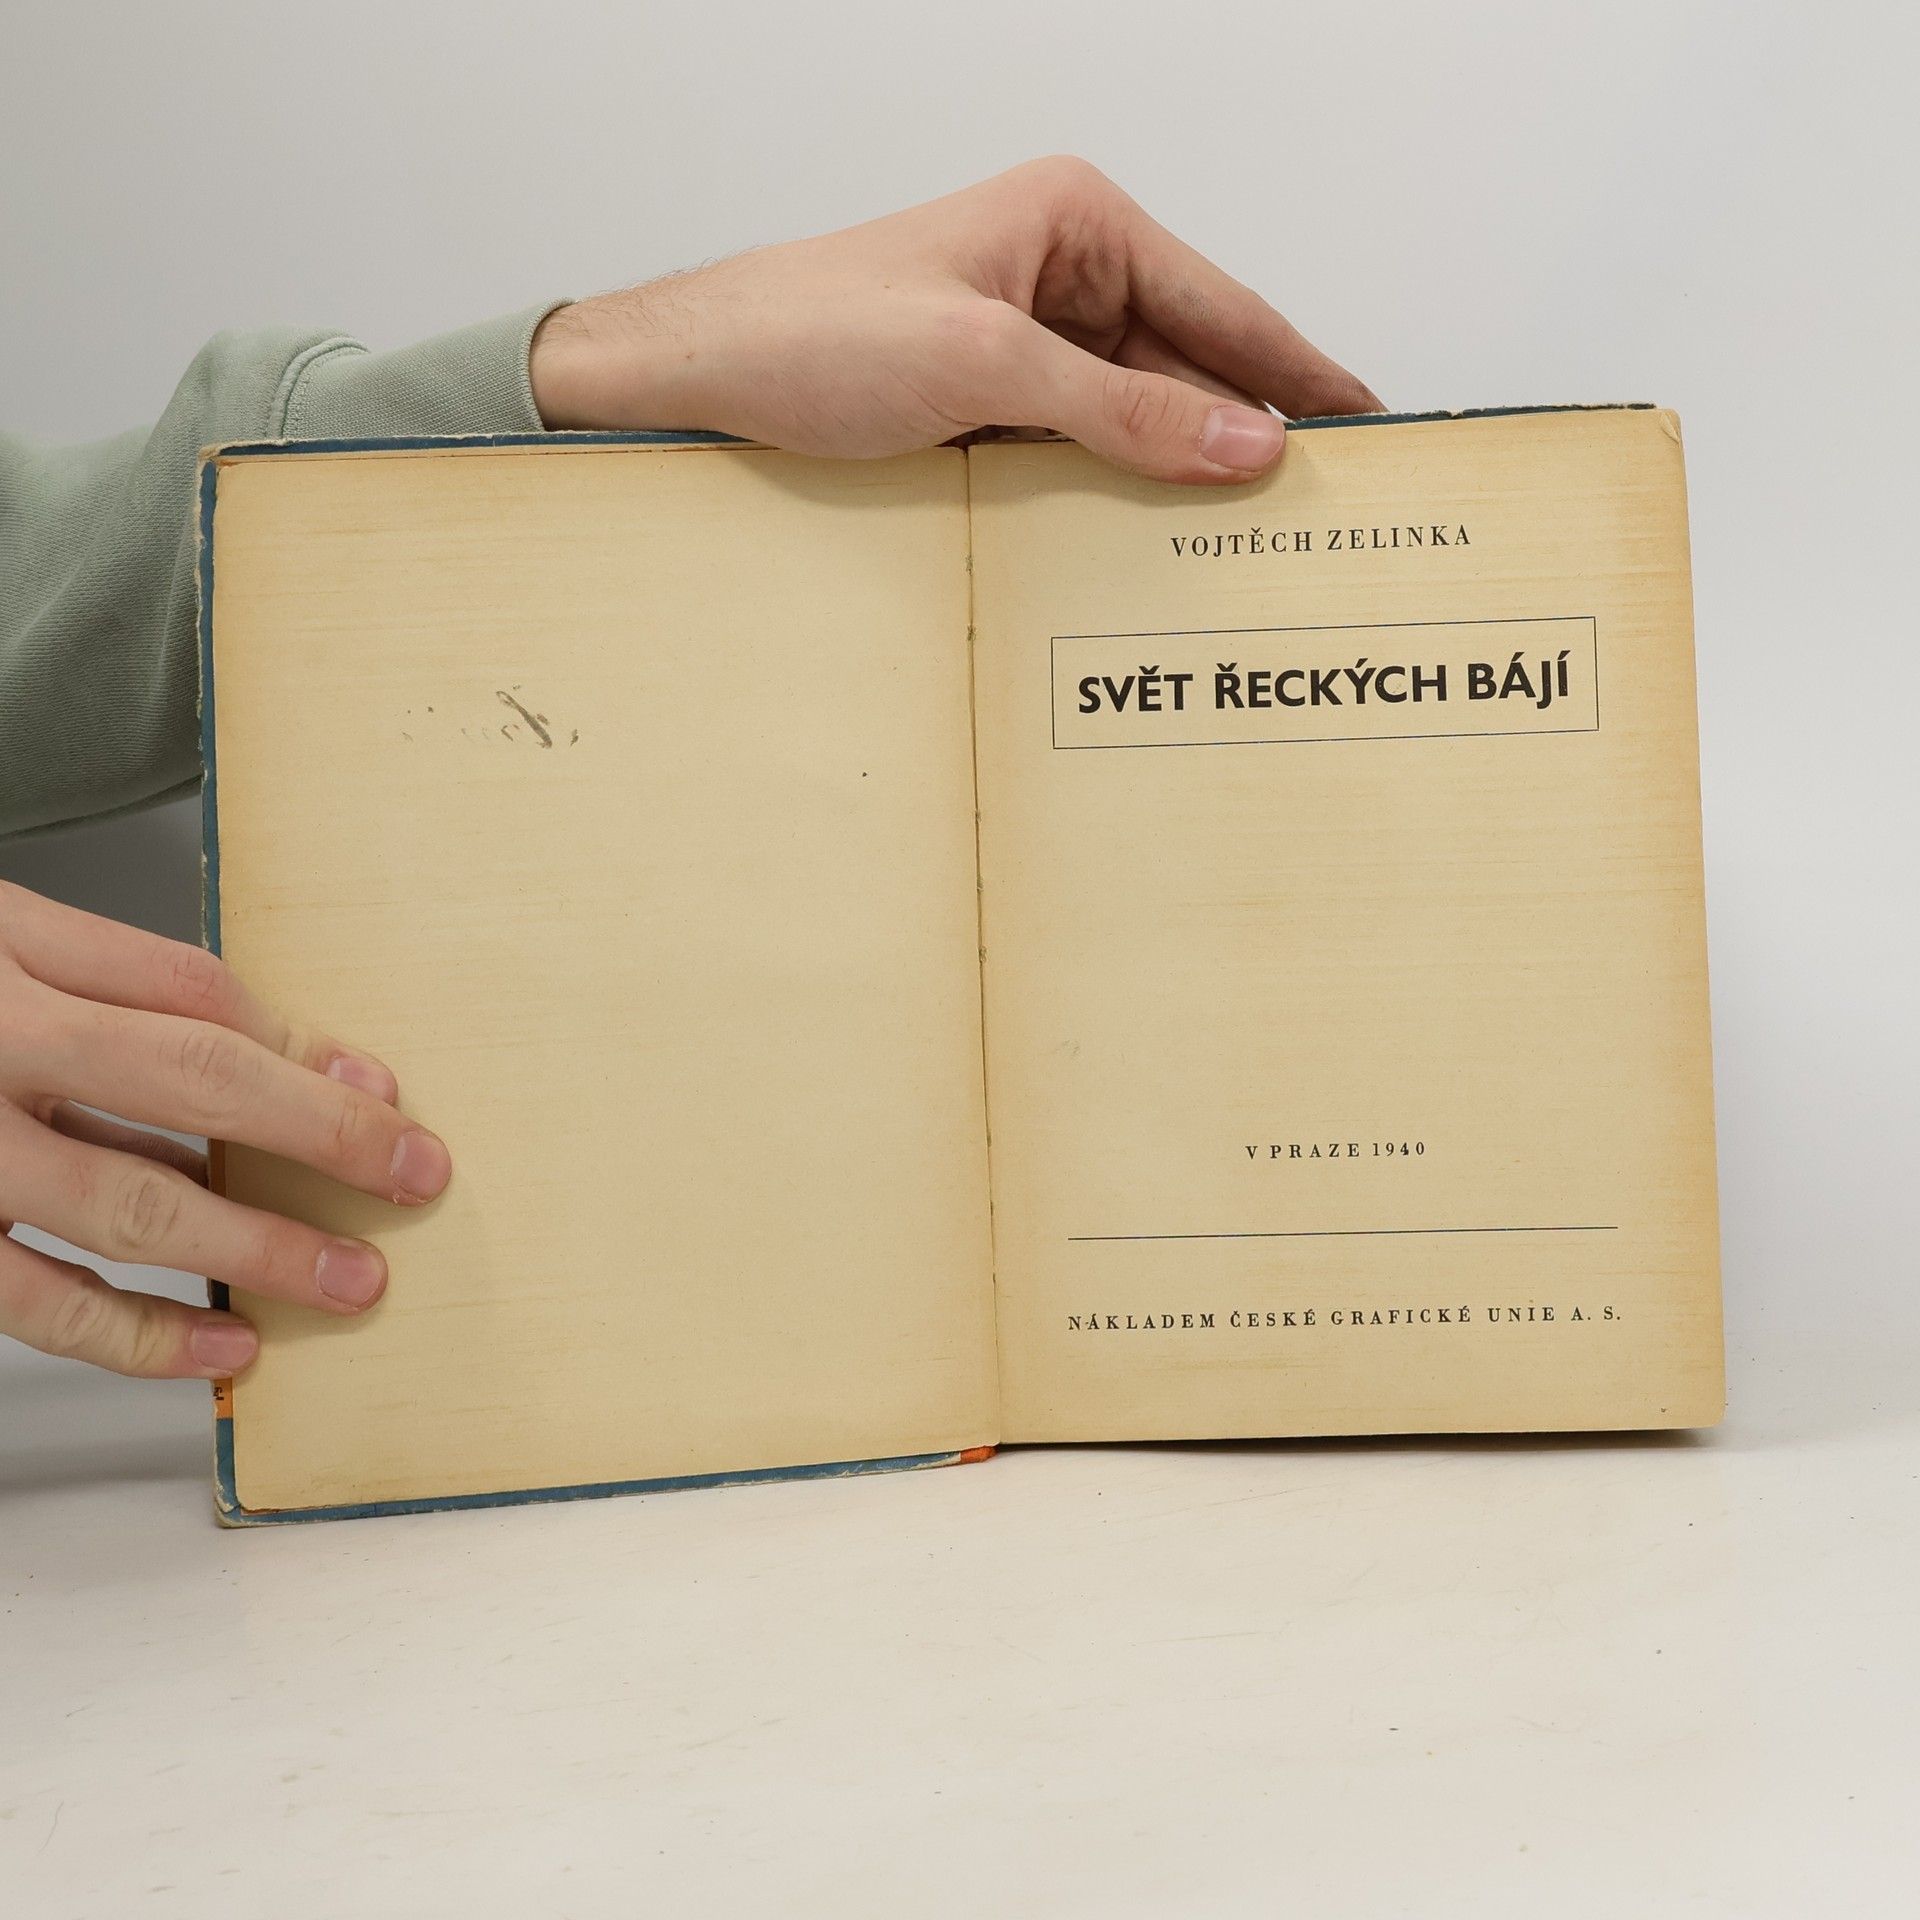 VOJTĚCH ZELINKA
SVĚT ŘECKÝCH BÁJÍ
V PRAZE 1940
NÁKLADEM ČESKÉ GRAFICKÉ UNIE A. S.